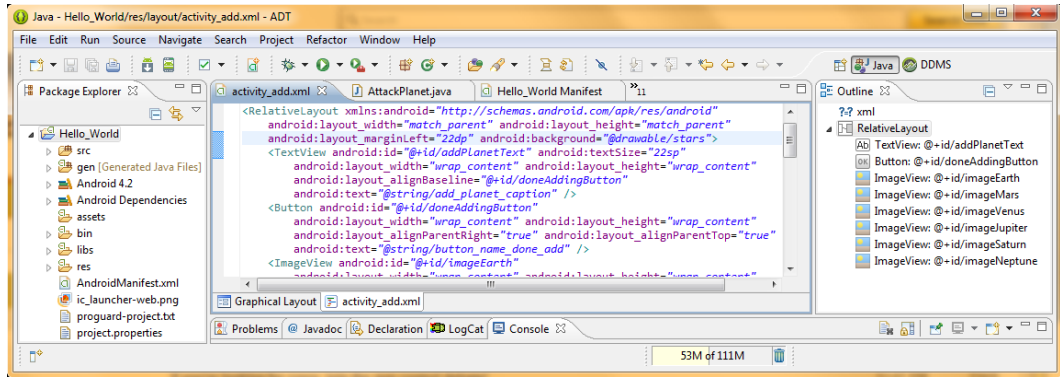 Java - Hello_World/res/layout/activity_add.xml - ADT
File Edit Run Source Navigate Search Project Refactor Window Help
Java DDMS
Package Explorer
activity_add.xml AttackPlanet.java Hello_World Manifest »11
Outline
Hello_World
src
gen [Generated Java Files]
Android 4.2
Android Dependencies
assets
bin
libs
res
AndroidManifest.xml
ic_launcher-web.png
proguard-project.txt
project.properties
<RelativeLayout xmlns:android="http://schemas.android.com/apk/res/android"
android:layout_width="match_parent" android:layout_height="match_parent"
android:layout_marginLeft="22dp" android:background="@drawable/stars">
<TextView android:id="@+id/addPlanetText" android:textSize="22sp"
android:layout_width="wrap_content" android:layout_height="wrap_content"
android:layout_alignBaseline="@+id/doneAddingButton"
android:text="@string/add_planet_caption" />
<Button android:id="@+id/doneAddingButton"
android:layout_width="wrap_content" android:layout_height="wrap_content"
android:layout_alignParentRight="true" android:layout_alignParentTop="true"
android:text="@string/button_name_done_add" />
<ImageView android:id="@+id/imageEarth"
android:layout_width="wrap_content" android:layout_height="wrap_content"
Graphical Layout activity_add.xml
?-? xml
RelativeLayout
Ab TextView: @+id/addPlanetText
OK Button: @+id/doneAddingButton
ImageView: @+id/imageEarth
ImageView: @+id/imageMars
ImageView: @+id/imageVenus
ImageView: @+id/imageJupiter
ImageView: @+id/imageSaturn
ImageView: @+id/imageNeptune
Problems @ Javadoc Declaration LogCat Console
53M of 111M